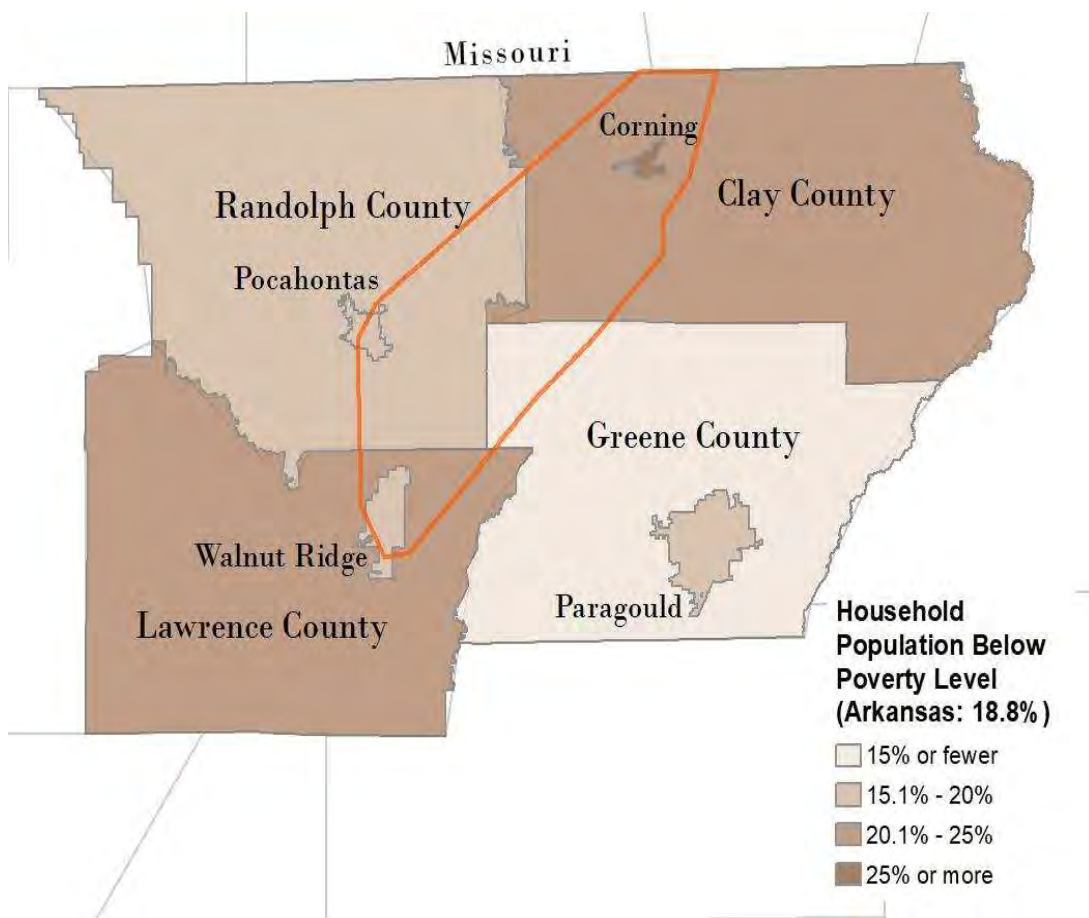 Missouri
Corning
Randolph County
Clay County
Pocahontas
Greene County
Walnut Ridge
Paragould
Lawrence County
Household
Population Below
Poverty Level
(Arkansas: 18.8%)
15% or fewer
15.1% - 20%
20.1% - 25%
25% or more